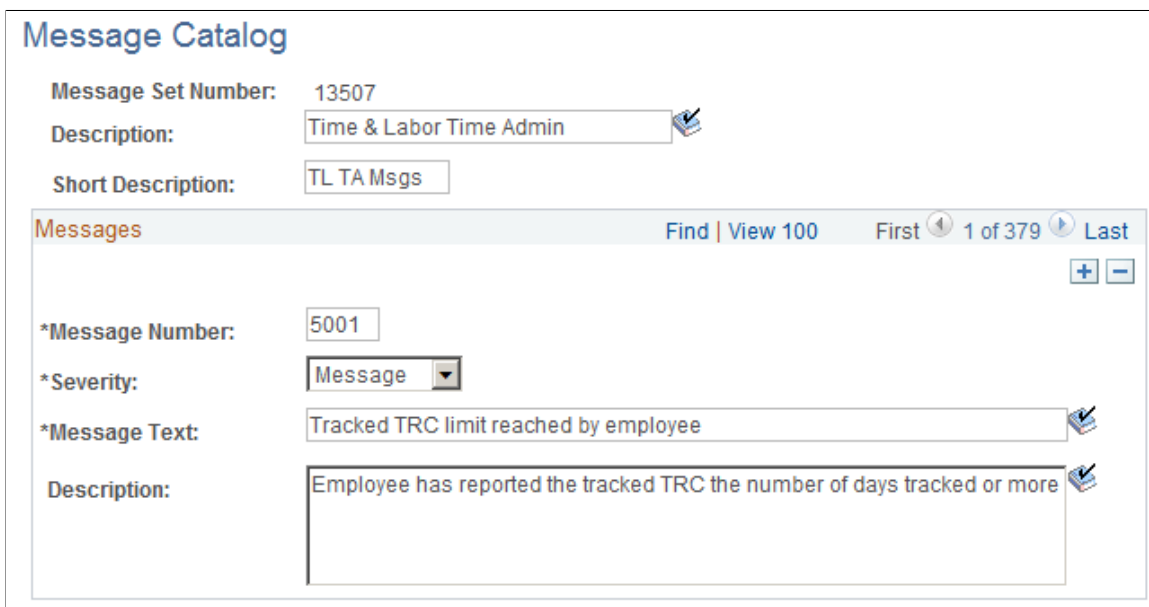 Message Catalog
Message Set Number: 13507
Description: Time & Labor Time Admin
Short Description: TL TA Msgs
Messages Find | View 100 First 1 of 379 Last
*Message Number: 5001
*Severity: Message
*Message Text: Tracked TRC limit reached by employee
Description: Employee has reported the tracked TRC the number of days tracked or more